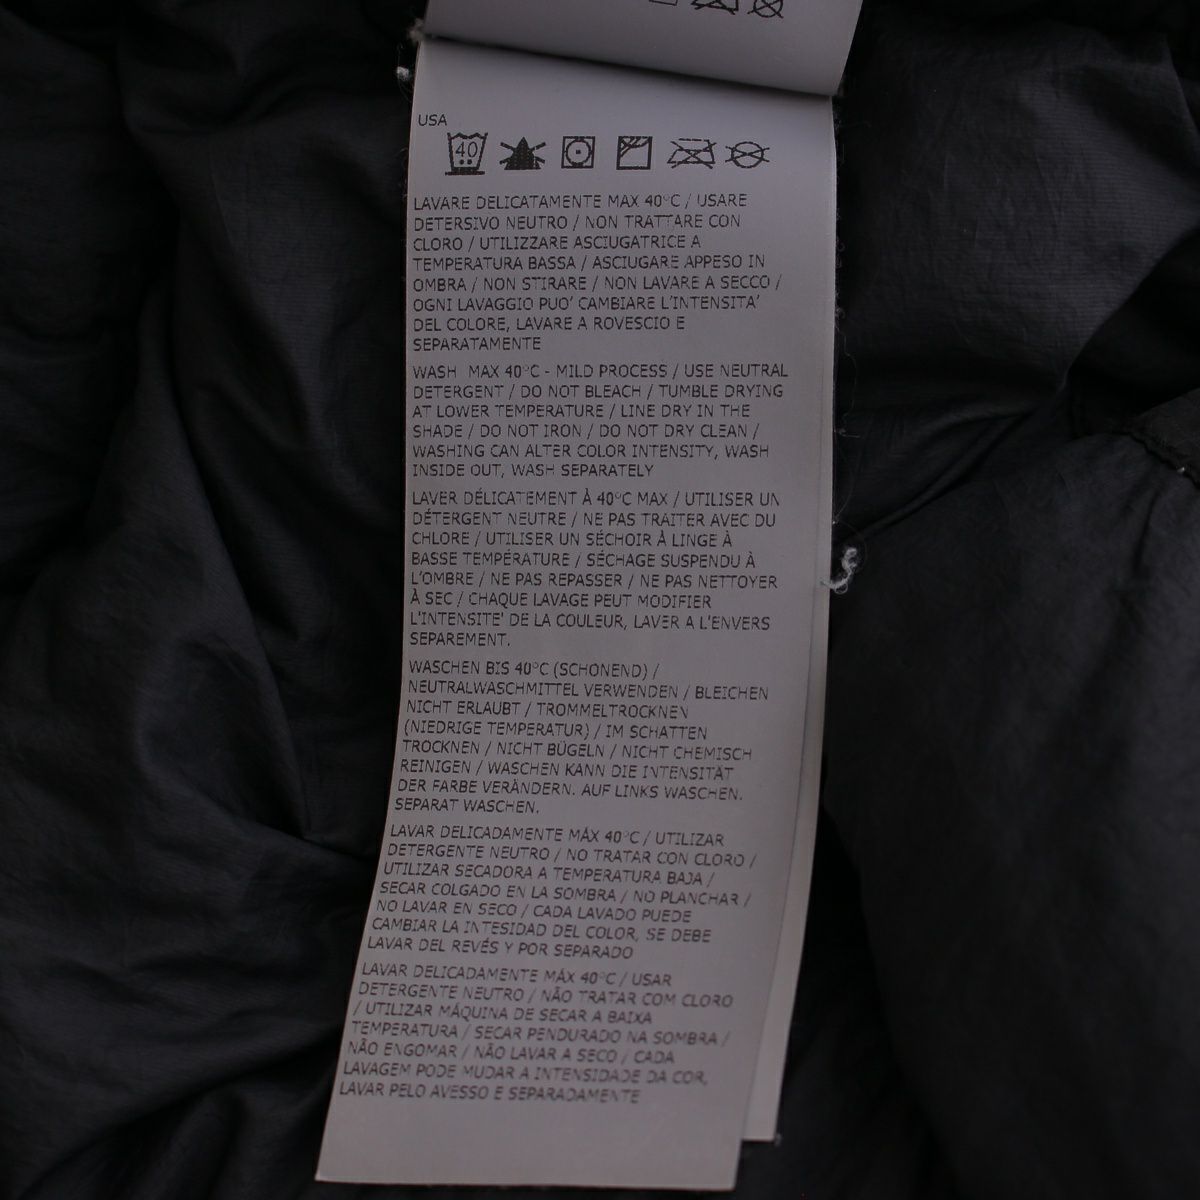 USA
40
LAVARE DELICATAMENTE MAX 40°C / USARE
DETERSIVO NEUTRO / NON TRATTARE CON
CLORO / UTILIZZARE ASCIUGATRICE A
TEMPERATURA BASSA / ASCIUGARE APPESO IN
OMBRA / NON STIRARE / NON LAVARE A SECCO /
OGNI LAVAGGIO PUO' CAMBIARE L'INTENSITA'
DEL COLORE, LAVARE A ROVESCIO E
SEPARATAMENTE
WASH MAX 40°C - MILD PROCESS / USE NEUTRAL
DETERGENT / DO NOT BLEACH / TUMBLE DRYING
AT LOWER TEMPERATURE / LINE DRY IN THE
SHADE / DO NOT IRON / DO NOT DRY CLEAN /
WASHING CAN ALTER COLOR INTENSITY, WASH
INSIDE OUT, WASH SEPARATELY
LAVER DÉLICATEMENT À 40°C MAX / UTILISER UN
DÉTERGENT NEUTRE / NE PAS TRAITER AVEC DU
CHLORE / UTILISER UN SÉCHOIR À LINGE À
BASSE TEMPÉRATURE / SÉCHAGE SUSPENDU À
L'OMBRE / NE PAS REPASSER / NE PAS NETTOYER
À SEC / CHAQUE LAVAGE PEUT MODIFIER
L'INTENSITE' DE LA COULEUR, LAVER A L'ENVERS
SEPAREMENT.
WASCHEN BIS 40°C (SCHONEND) /
NEUTRALWASCHMITTEL VERWENDEN / BLEICHEN
NICHT ERLAUBT / TROMMELTROCKNEN
(NIEDRIGE TEMPERATUR) / IM SCHATTEN
TROCKNEN / NICHT BÜGELN / NICHT CHEMISCH
REINIGEN / WASCHEN KANN DIE INTENSITÄT
DER FARBE VERÄNDERN. AUF LINKS WASCHEN.
SEPARAT WASCHEN.
LAVAR DELICADAMENTE MÁX 40°C / UTILIZAR
DETERGENTE NEUTRO / NO TRATAR CON CLORO /
UTILIZAR SECADORA A TEMPERATURA BAJA /
SECAR COLGADO EN LA SOMBRA / NO PLANCHAR /
NO LAVAR EN SECO / CADA LAVADO PUEDE
CAMBIAR LA INTESIDAD DEL COLOR, SE DEBE
LAVAR DEL REVÉS Y POR SEPARADO
LAVAR DELICADAMENTE MÁX 40°C / USAR
DETERGENTE NEUTRO / NÃO TRATAR COM CLORO
/ UTILIZAR MÁQUINA DE SECAR A BAIXA
TEMPERATURA / SECAR PENDURADO NA SOMBRA /
NÃO ENGOMAR / NÃO LAVAR A SECO / CADA
LAVAGEM PODE MUDAR A INTENSIDADE DA COR,
LAVAR PELO AVESSO E SEPARADAMENTE